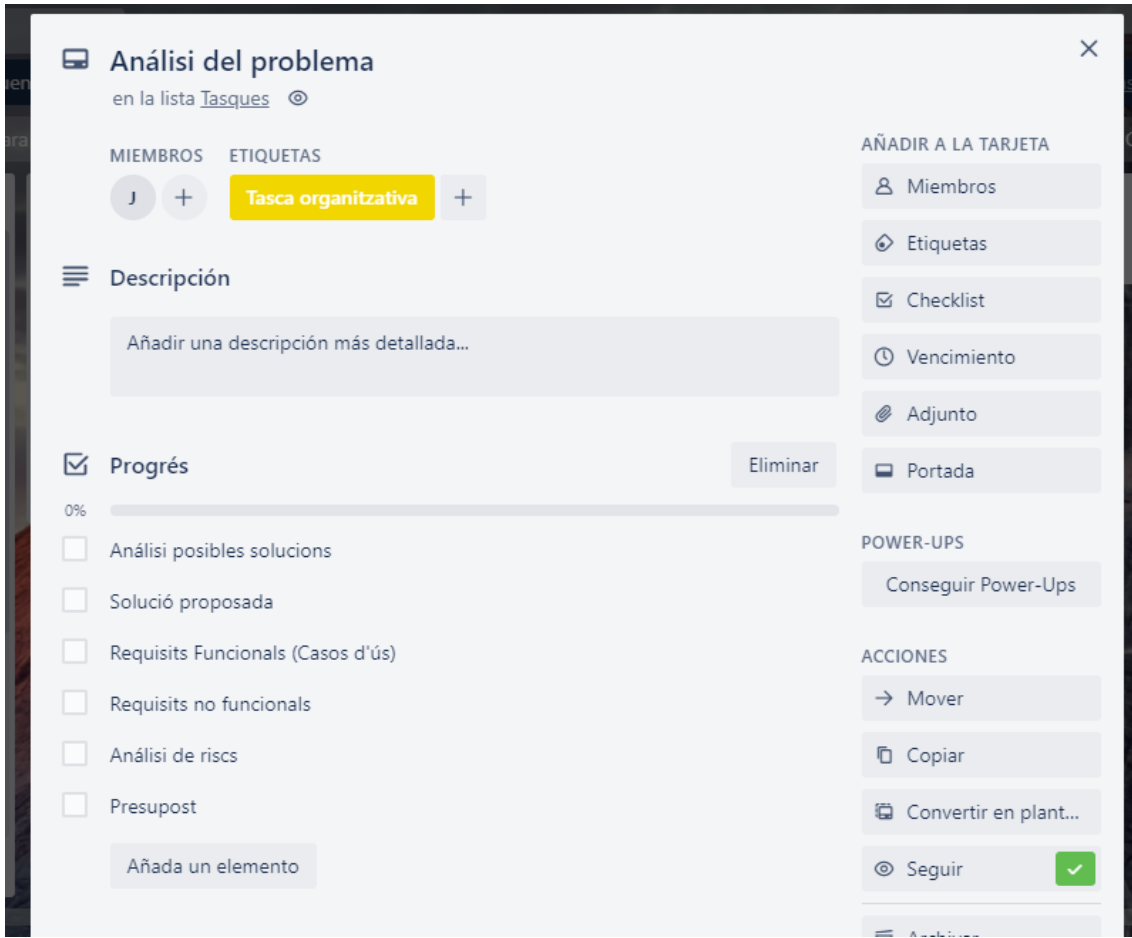 Análisi del problema
en la lista Tasques
MIEMBROS ETIQUETAS
J
Tasca organitzativa
Descripción
Añadir una descripción más detallada...
Progrés
Eliminar
0%
Análisi posibles solucions
Solució proposada
Requisits Funcionals (Casos d'ús)
Requisits no funcionals
Análisi de riscs
Presupost
Añada un elemento
AÑADIR A LA TARJETA
Miembros
Etiquetas
Checklist
Vencimiento
Adjunto
Portada
POWER-UPS
Conseguir Power-Ups
ACCIONES
Mover
Copiar
Convertir en plant...
Seguir
Archivar